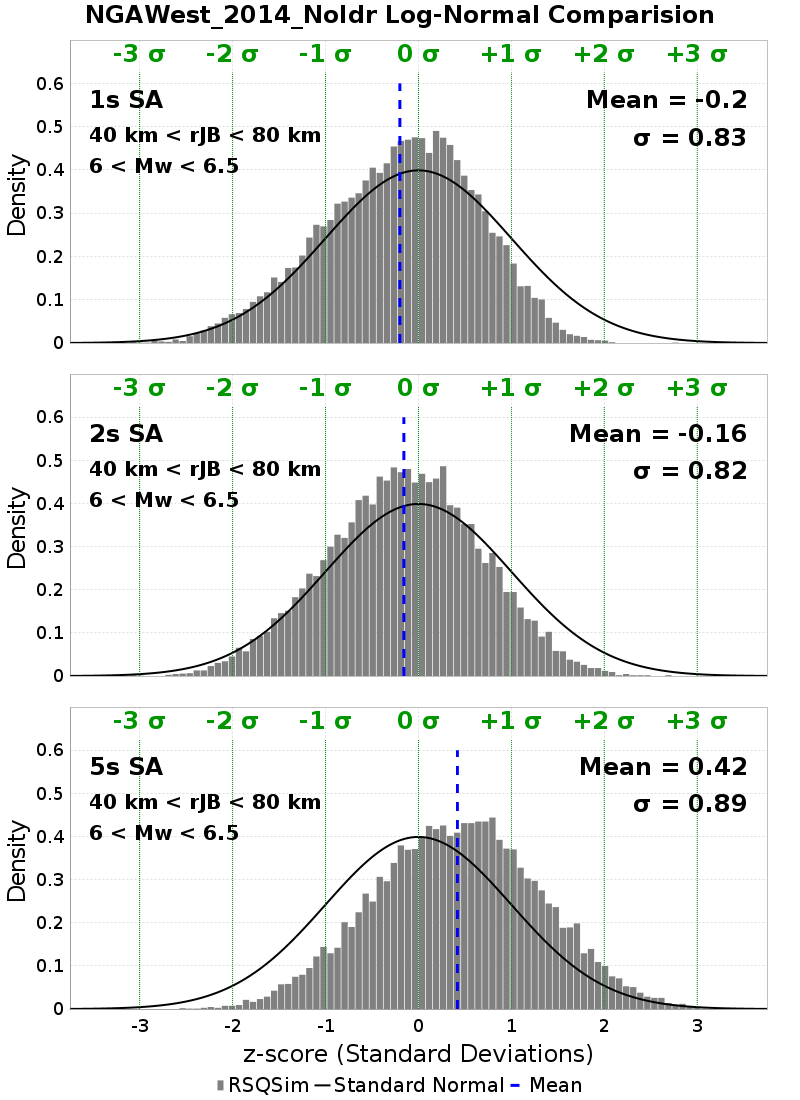 NGAWest_2014_NoIdr Log-Normal Comparision
-3 σ -2 σ -1 σ 0 σ +1 σ +2 σ +3 σ
0.6
1s SA Mean = -0.2
0.5
40 km < rJB < 80 km σ = 0.83
6 < Mw < 6.5
0.4
0.3
0.2
0.1
0
Density
-3 σ -2 σ -1 σ 0 σ +1 σ +2 σ +3 σ
0.6
2s SA Mean = -0.16
0.5
40 km < rJB < 80 km σ = 0.82
6 < Mw < 6.5
0.4
0.3
0.2
0.1
0
Density
-3 σ -2 σ -1 σ 0 σ +1 σ +2 σ +3 σ
0.6
5s SA Mean = 0.42
0.5
40 km < rJB < 80 km σ = 0.89
6 < Mw < 6.5
0.4
0.3
0.2
0.1
0
Density
-3 -2 -1 0 1 2 3
z-score (Standard Deviations)
RSQSim Standard Normal Mean